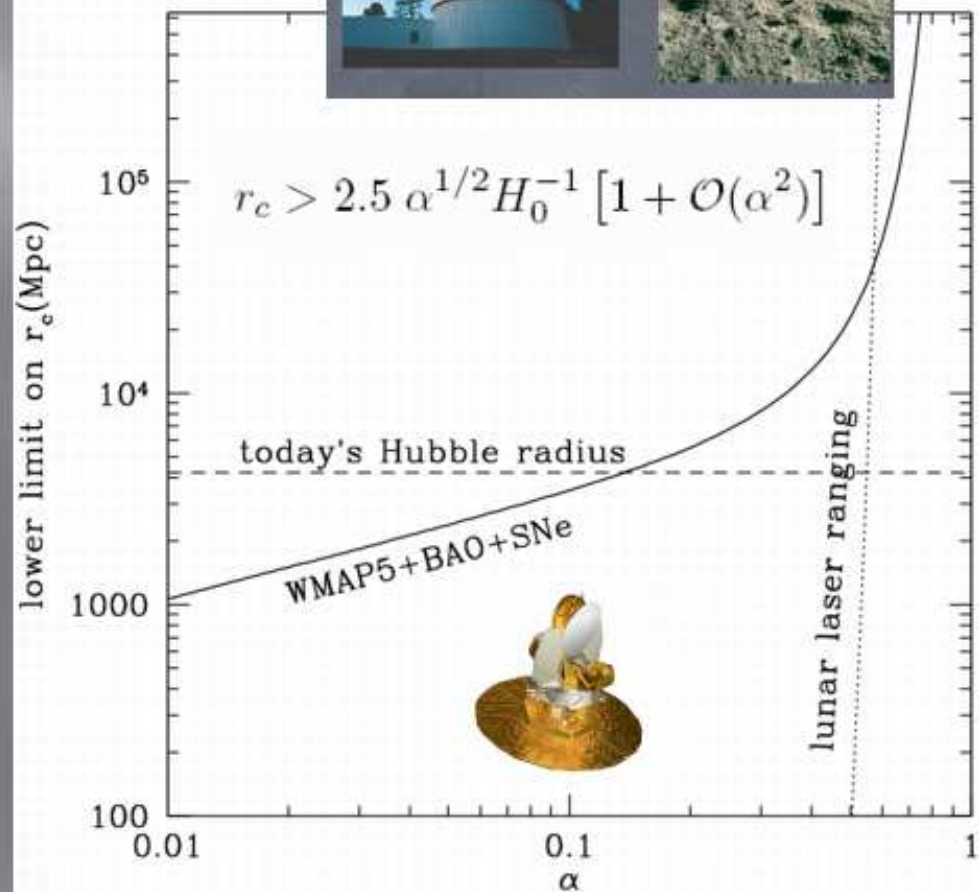 10⁵
r_c > 2.5 α^{1/2} H_0^{-1} [1 + 𝒪(α²)]
lower limit on r_c(Mpc)
10⁴
today's Hubble radius
WMAP5+BAO+SNe
lunar laser ranging
1000
100
0.01
0.1
1
α